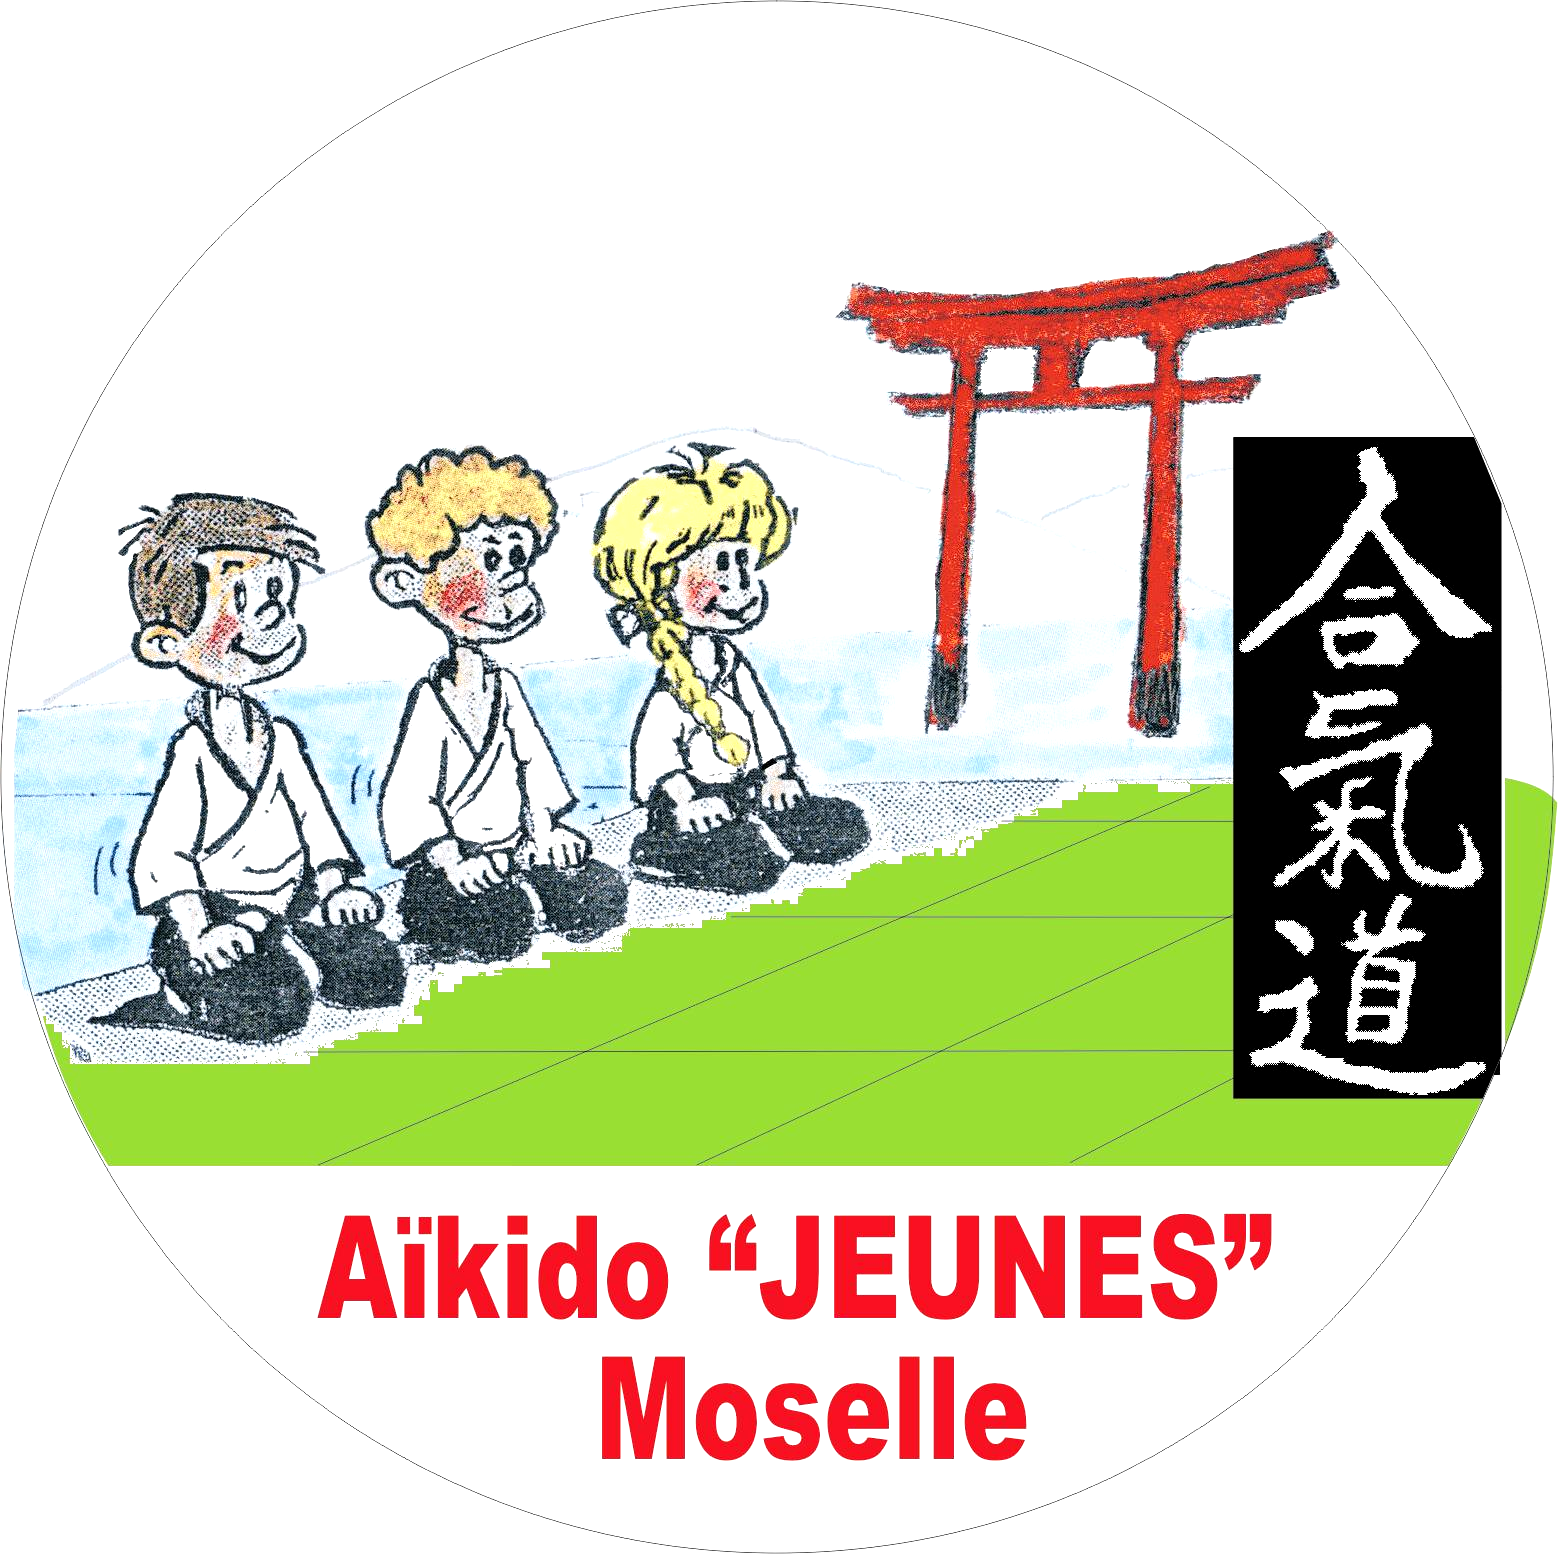 合氣道
Aïkido “JEUNES”
Moselle